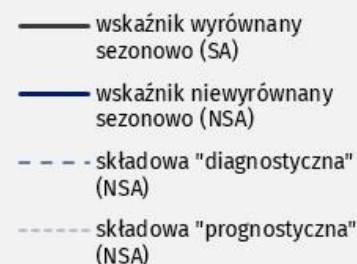 wskaźnik wyrównany
sezonowo (SA)
wskaźnik niewyrównany
sezonowo (NSA)
składowa "diagnostyczna"
(NSA)
składowa "prognostyczna"
(NSA)